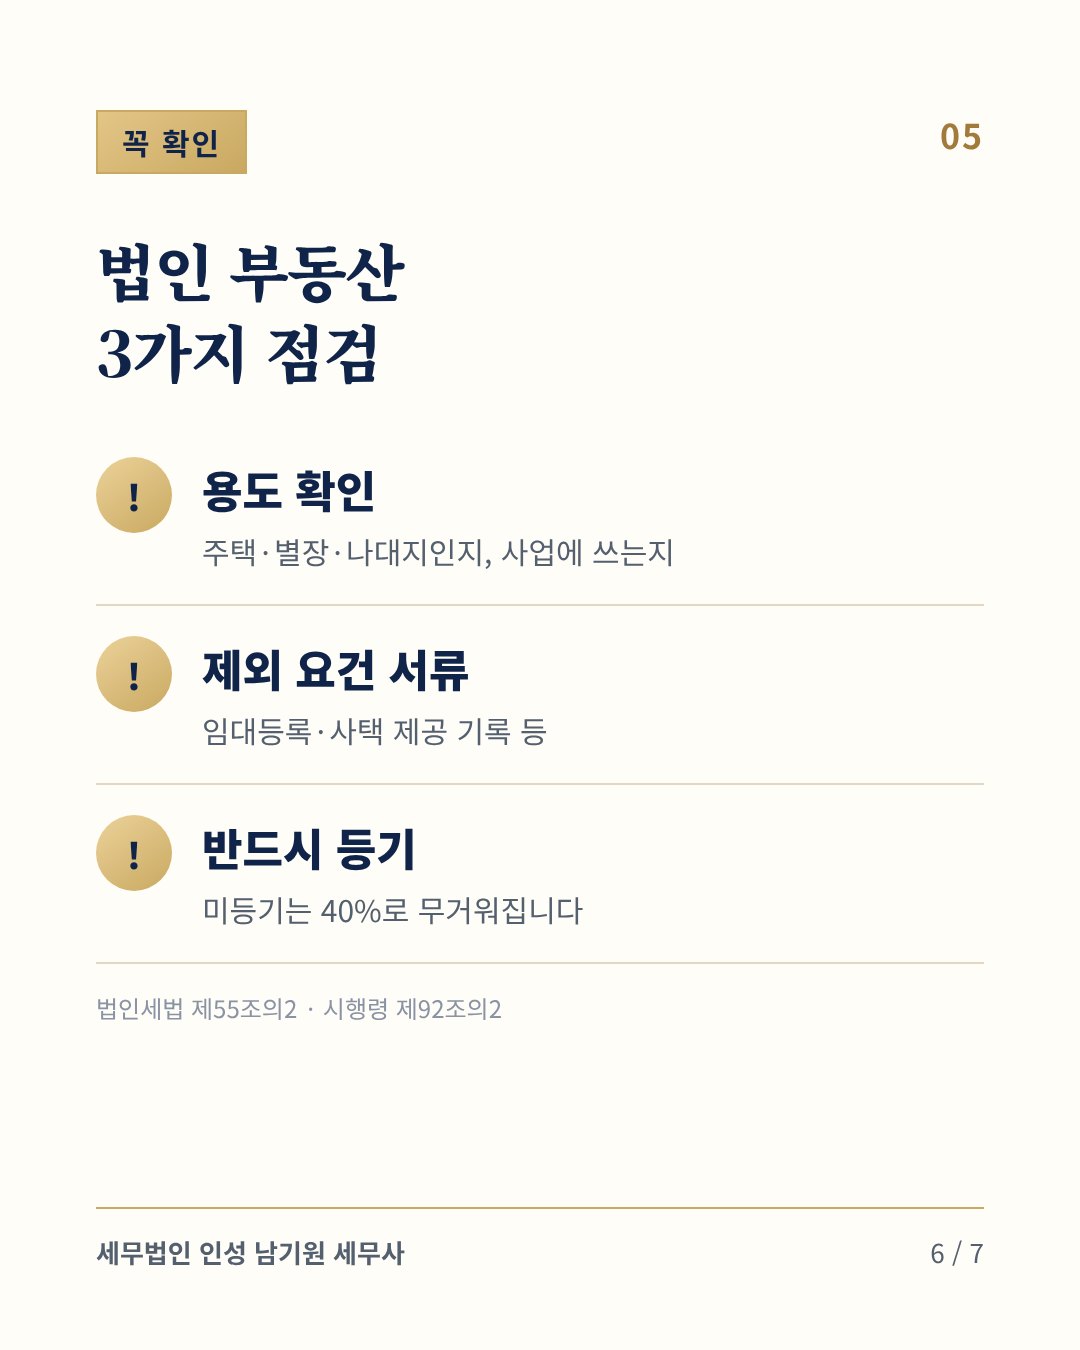 꼭 확인
05
법인 부동산
3가지 점검
!
용도 확인
주택·별장·나대지인지, 사업에 쓰는지
!
제외 요건 서류
임대등록·사택 제공 기록 등
!
반드시 등기
미등기는 40%로 무거워집니다
법인세법 제55조의2 · 시행령 제92조의2
세무법인 인성 남기원 세무사
6 / 7